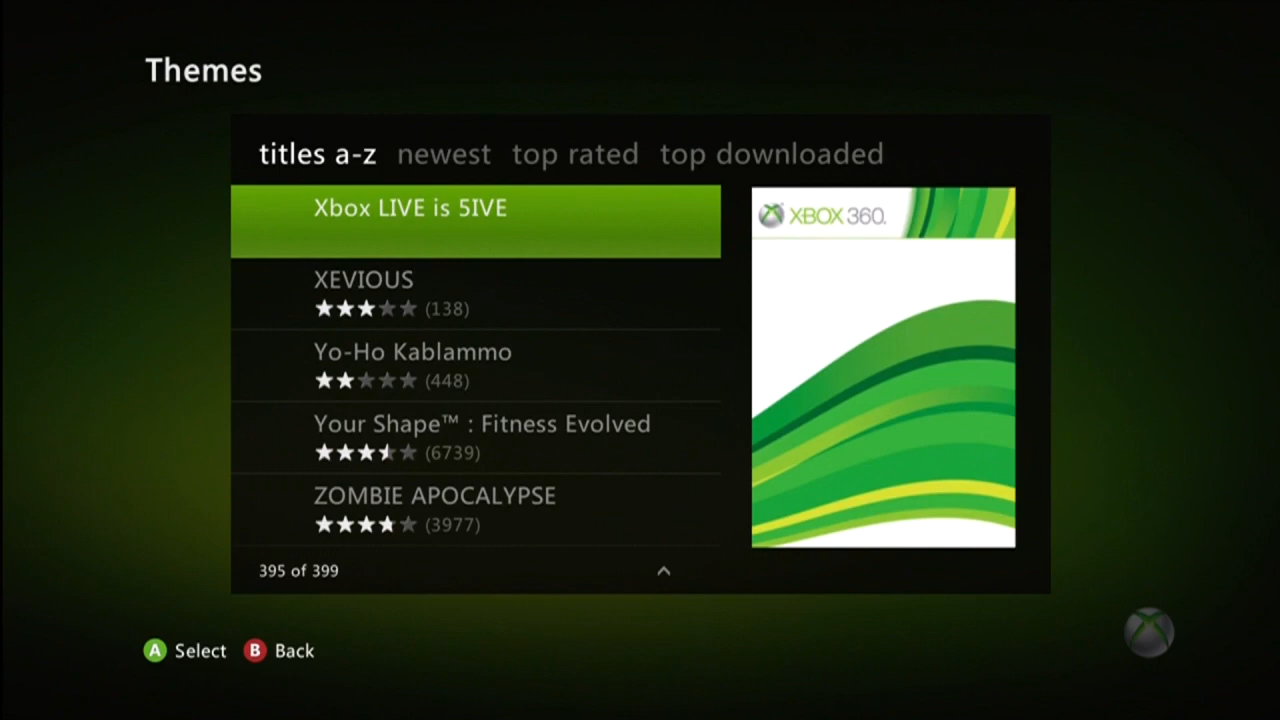 Themes
titles a-z newest top rated top downloaded
Xbox LIVE is 5IVE
XBOX 360.
XEVIOUS
(138)
Yo-Ho Kablammo
(448)
Your Shape™ : Fitness Evolved
(6739)
ZOMBIE APOCALYPSE
(3977)
395 of 399
A Select B Back